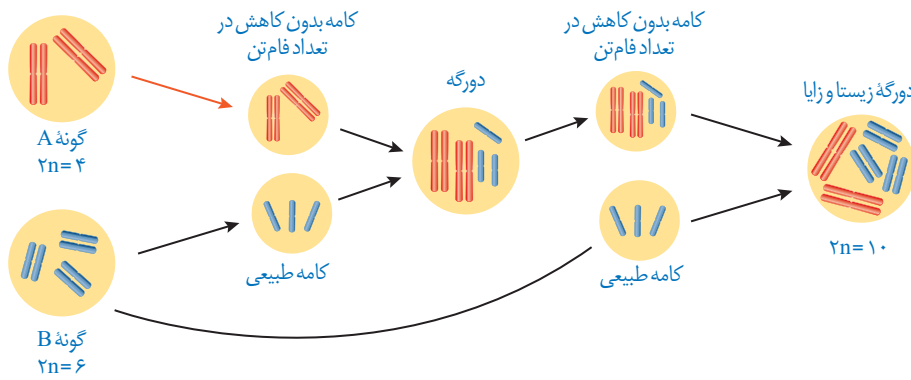 کامه بدون کاهش در
تعداد فام‌تن
کامه بدون کاهش در
تعداد فام‌تن
دورگه
دورگهٔ زیستا و زایا
گونهٔ A
۲n= ۴
کامه طبیعی
کامه طبیعی
۲n= ۱۰
گونهٔ B
۲n= ۶